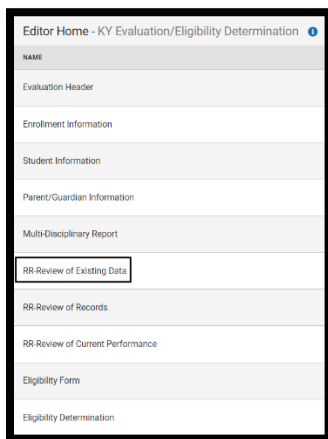 Editor Home - KY Evaluation/Eligibility Determination
NAME
Evaluation Header
Enrollment Information
Student Information
Parent/Guardian Information
Multi-Disciplinary Report
RR-Review of Existing Data
RR-Review of Records
RR-Review of Current Performance
Eligibility Form
Eligibility Determination